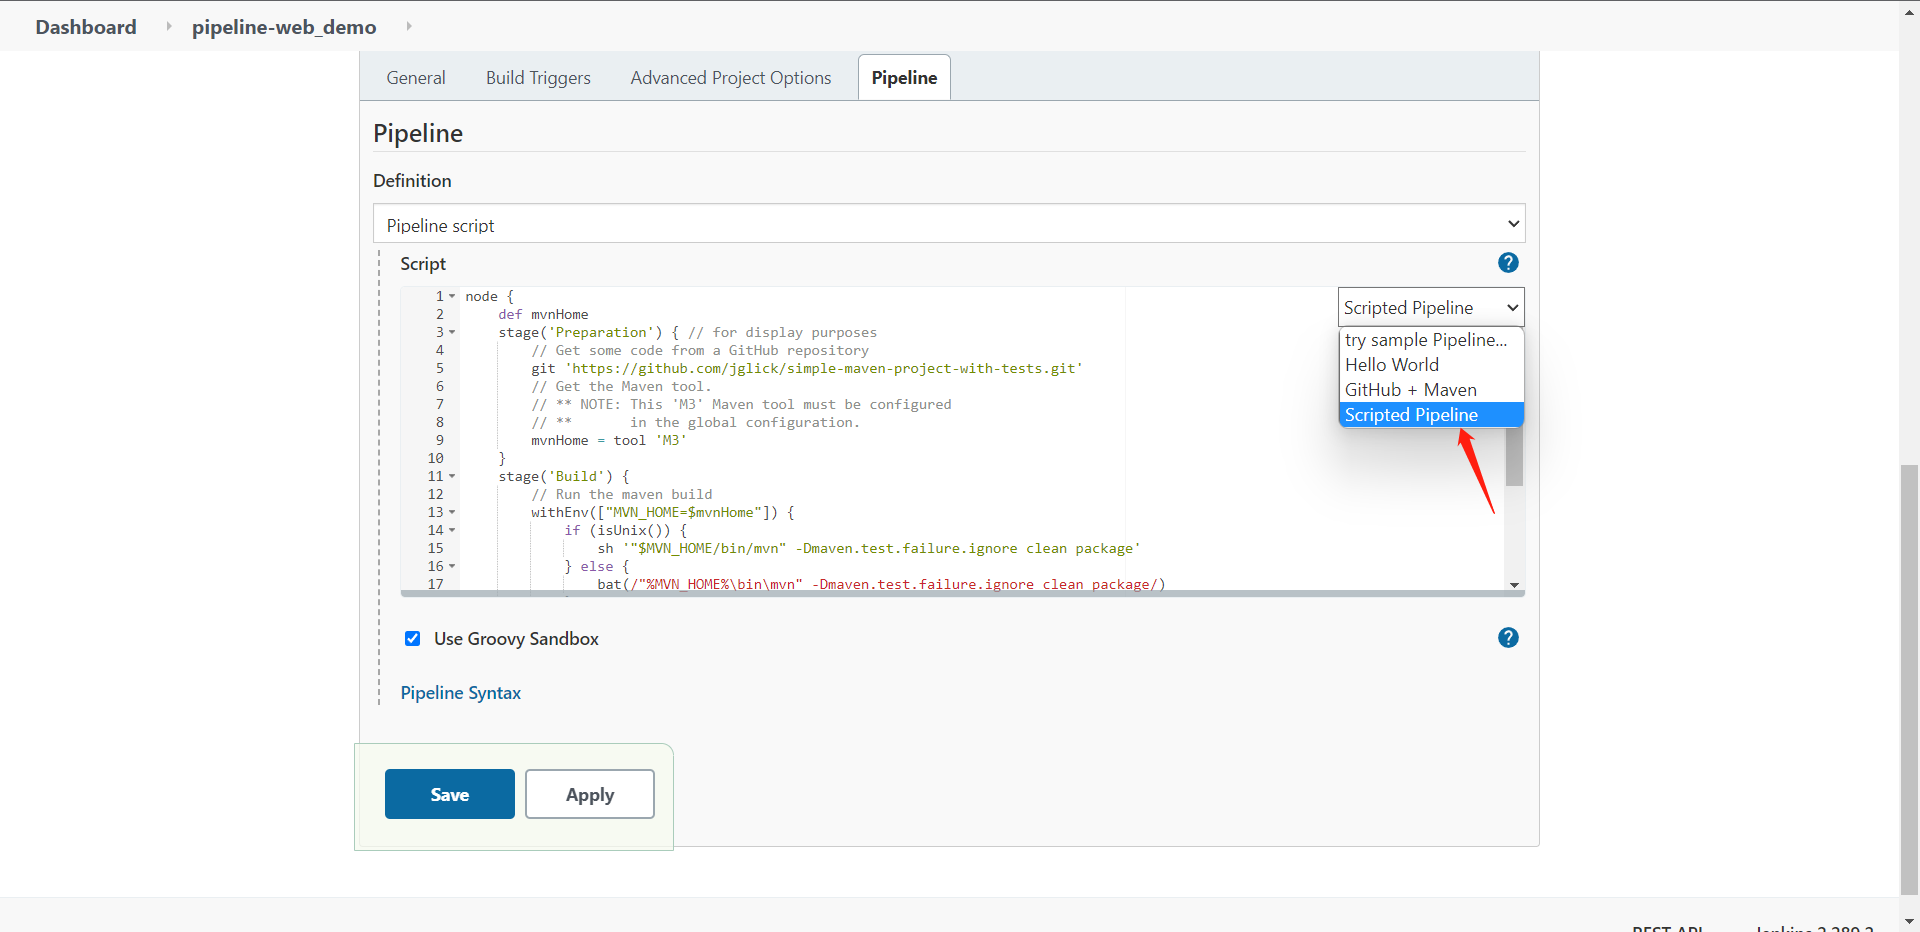 Dashboard pipeline-web_demo
General Build Triggers Advanced Project Options Pipeline
Pipeline
Definition
Pipeline script
Script
1 node {
2 def mvnHome
3 stage('Preparation') { // for display purposes
4 // Get some code from a GitHub repository
5 git 'https://github.com/jglick/simple-maven-project-with-tests.git'
6 // Get the Maven tool.
7 // ** NOTE: This 'M3' Maven tool must be configured
8 // **       in the global configuration.
9 mvnHome = tool 'M3'
10 }
11 stage('Build') {
12 // Run the maven build
13 withEnv(["MVN_HOME=$mvnHome"]) {
14 if (isUnix()) {
15 sh '"$MVN_HOME/bin/mvn" -Dmaven.test.failure.ignore clean package'
16 } else {
17 bat(/"%MVN_HOME%\bin\mvn" -Dmaven.test.failure.ignore clean package/)
Scripted Pipeline
try sample Pipeline...
Hello World
GitHub + Maven
Scripted Pipeline
Use Groovy Sandbox
Pipeline Syntax
Save Apply
REST API Jenkins 2.289.2